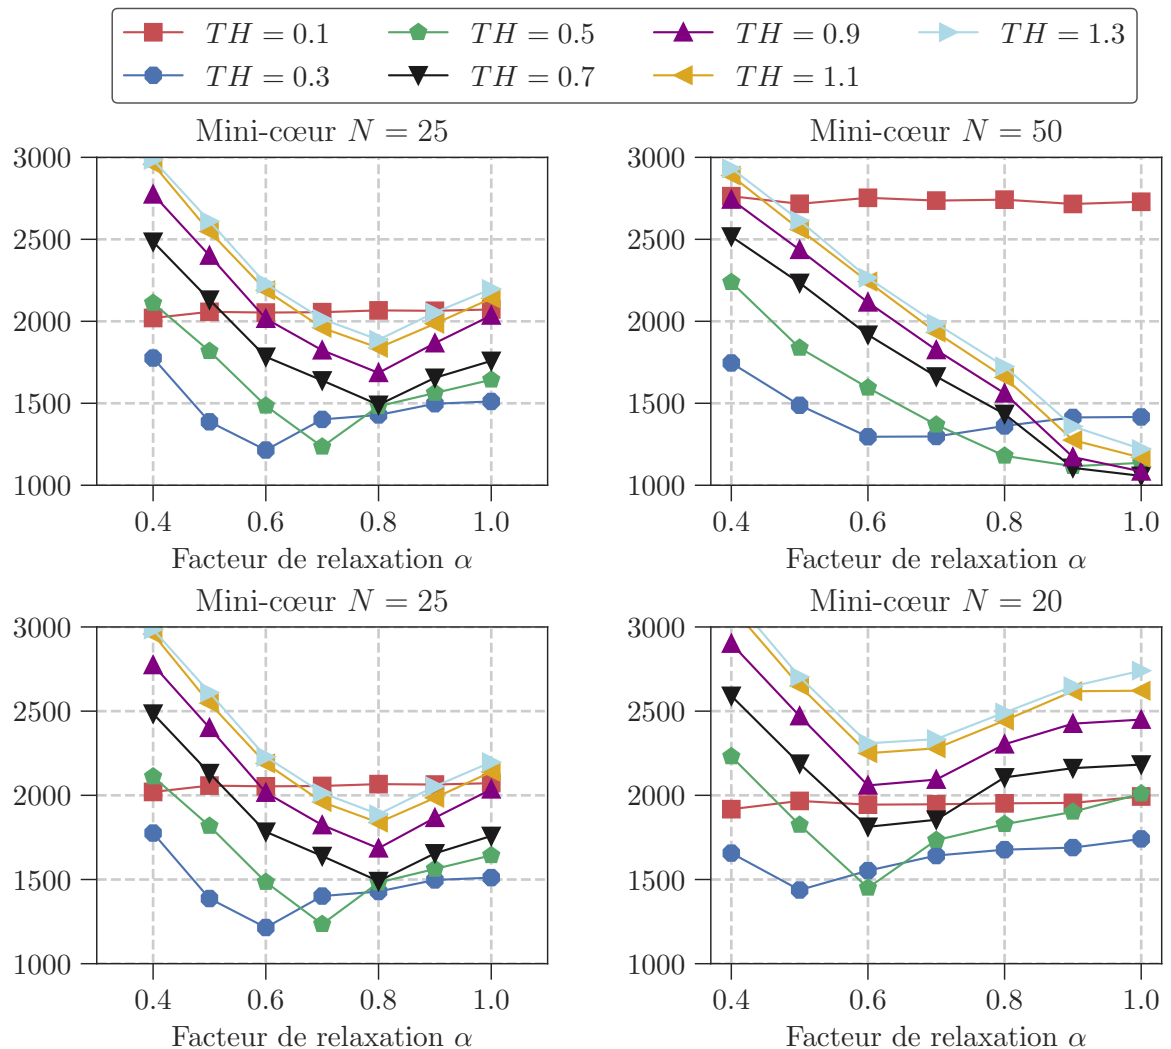 TH = 0.1 TH = 0.5 TH = 0.9 TH = 1.3
TH = 0.3 TH = 0.7 TH = 1.1
Mini-cœur N = 25
3000
2500
2000
1500
1000
0.4 0.6 0.8 1.0
Facteur de relaxation α
Mini-cœur N = 50
3000
2500
2000
1500
1000
0.4 0.6 0.8 1.0
Facteur de relaxation α
Mini-cœur N = 25
3000
2500
2000
1500
1000
0.4 0.6 0.8 1.0
Facteur de relaxation α
Mini-cœur N = 20
3000
2500
2000
1500
1000
0.4 0.6 0.8 1.0
Facteur de relaxation α